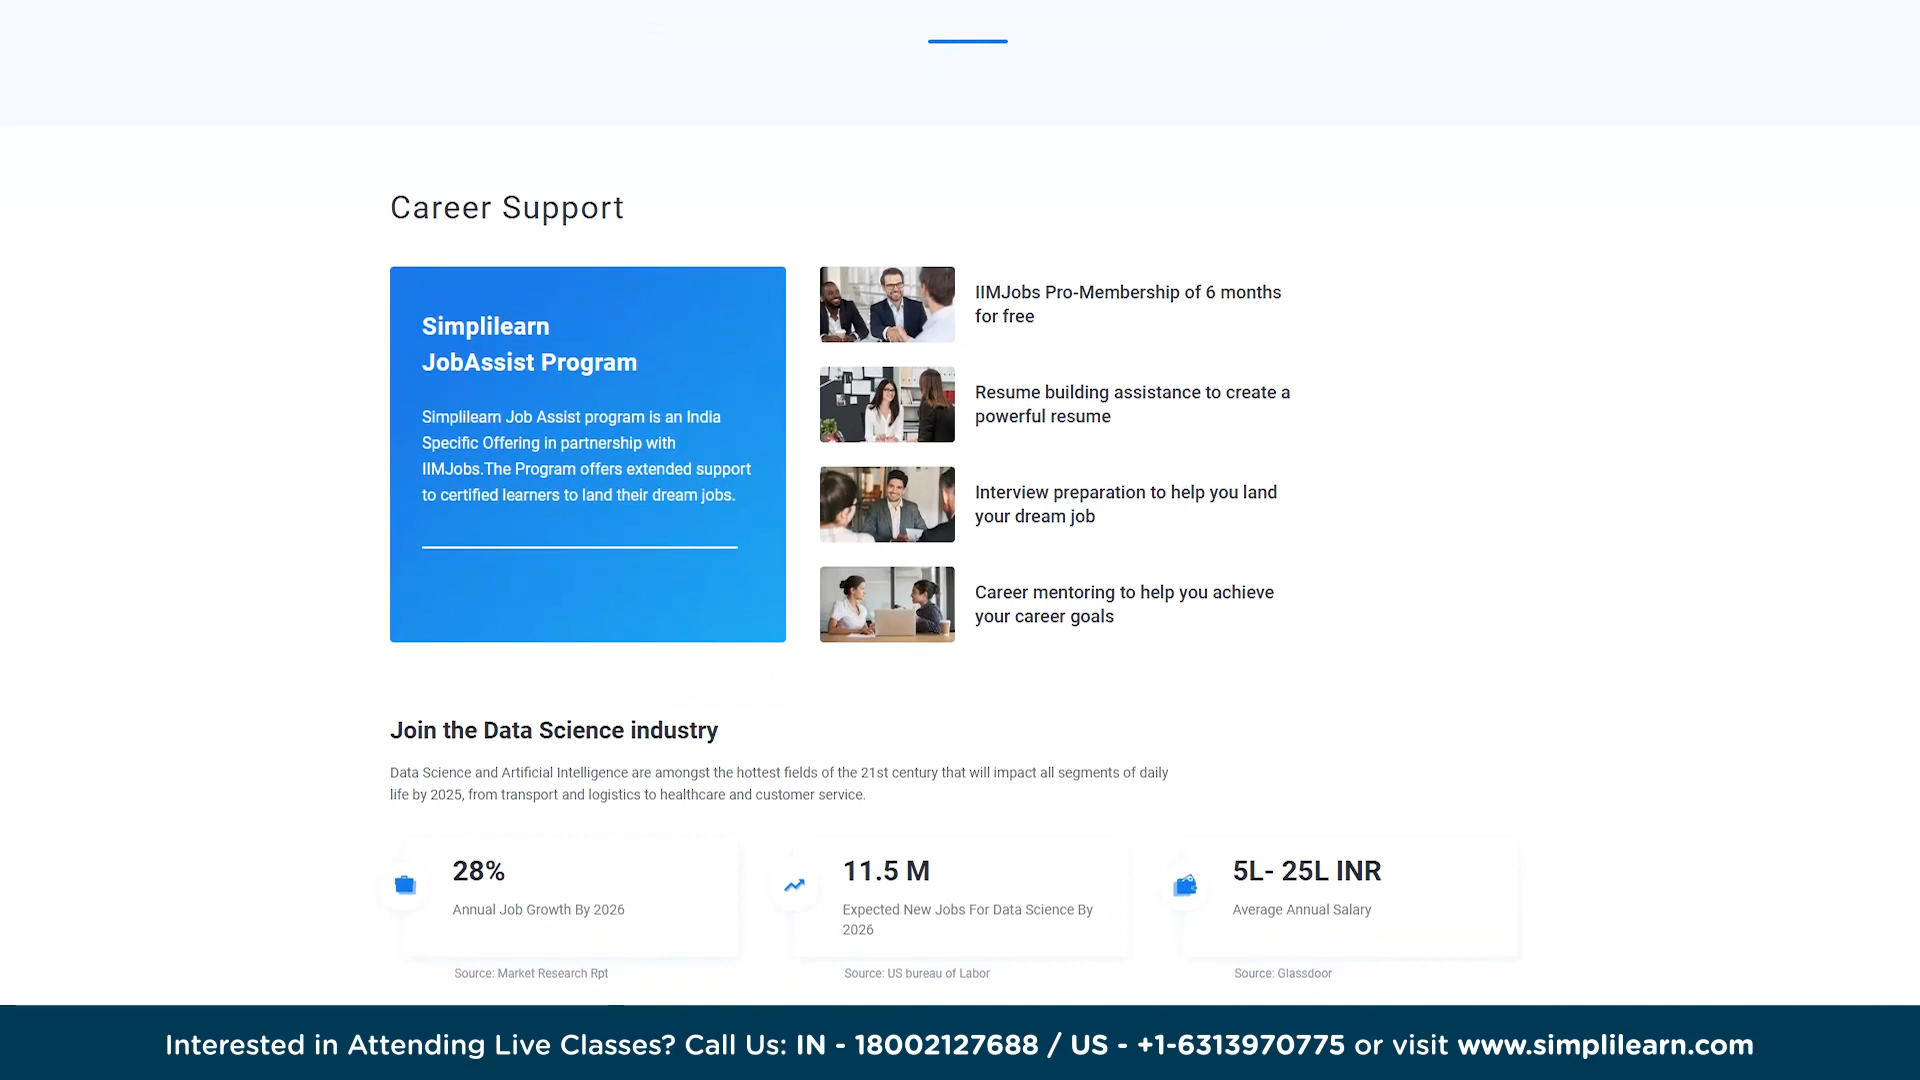 Career Support
Simplilearn
JobAssist Program
Simplilearn Job Assist program is an India
Specific Offering in partnership with
IIMJobs.The Program offers extended support
to certified learners to land their dream jobs.
IIMJobs Pro-Membership of 6 months
for free
Resume building assistance to create a
powerful resume
Interview preparation to help you land
your dream job
Career mentoring to help you achieve
your career goals
Join the Data Science industry
Data Science and Artificial Intelligence are amongst the hottest fields of the 21st century that will impact all segments of daily
life by 2025, from transport and logistics to healthcare and customer service.
28%
Annual Job Growth By 2026
Source: Market Research Rpt
11.5 M
Expected New Jobs For Data Science By
2026
Source: US bureau of Labor
5L- 25L INR
Average Annual Salary
Source: Glassdoor
Interested in Attending Live Classes? Call Us: IN - 18002127688 / US - +1-6313970775 or visit www.simplilearn.com